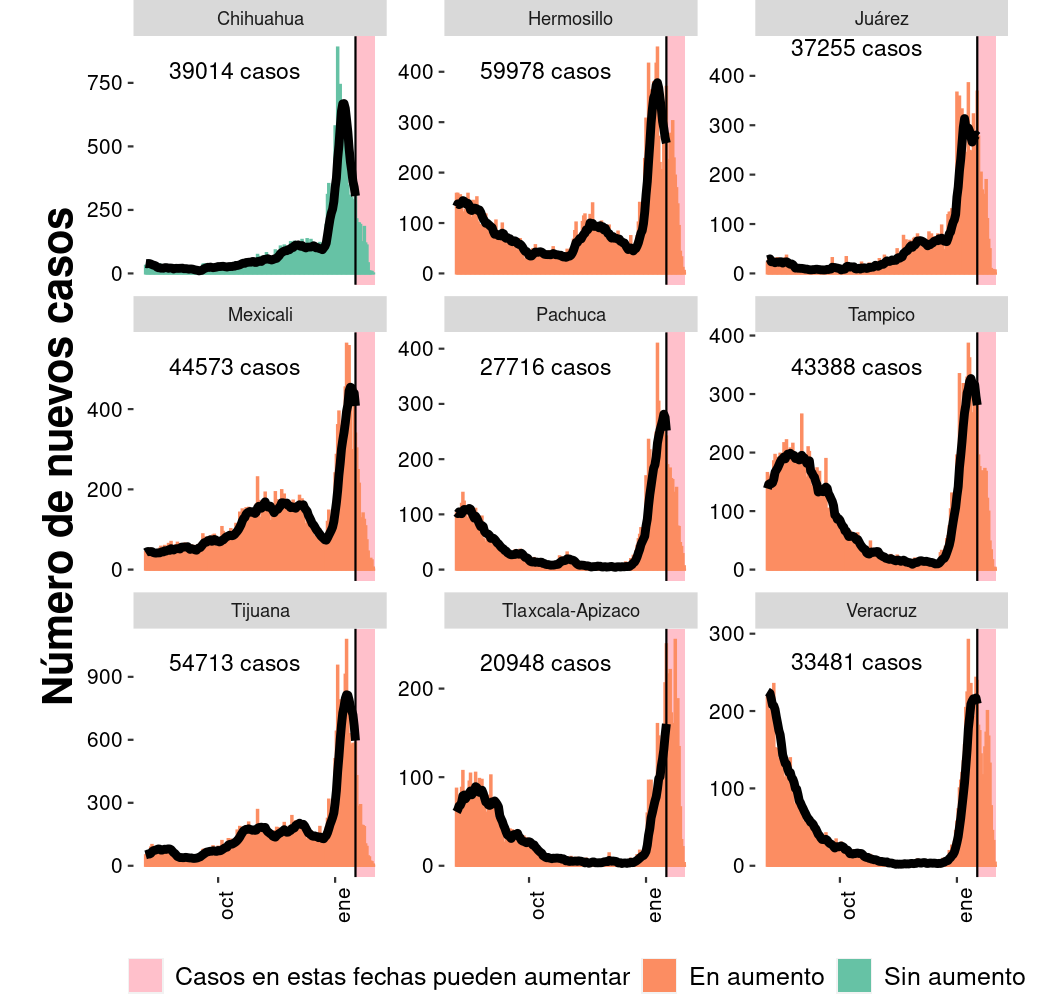 Chihuahua
Hermosillo
Juárez
Número de nuevos casos
39014 casos
750
500
250
0
59978 casos
400
300
200
100
0
37255 casos
400
300
200
100
0
Mexicali
Pachuca
Tampico
44573 casos
400
200
0
27716 casos
400
300
200
100
0
43388 casos
400
300
200
100
0
Tijuana
Tlaxcala-Apizaco
Veracruz
54713 casos
900
600
300
0
20948 casos
200
100
0
33481 casos
300
200
100
0
oct
ene
oct
ene
oct
ene
Casos en estas fechas pueden aumentar
En aumento
Sin aumento